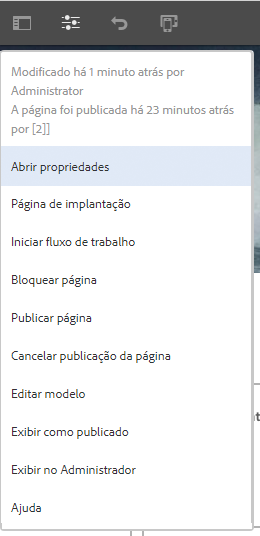 Modificado há 1 minuto atrás por
Administrator
A página foi publicada há 23 minutos atrás
por [2]]
Abrir propriedades
Página de implantação
Iniciar fluxo de trabalho
Bloquear página
Publicar página
Cancelar publicação da página
Editar modelo
Exibir como publicado
Exibir no Administrador
Ajuda